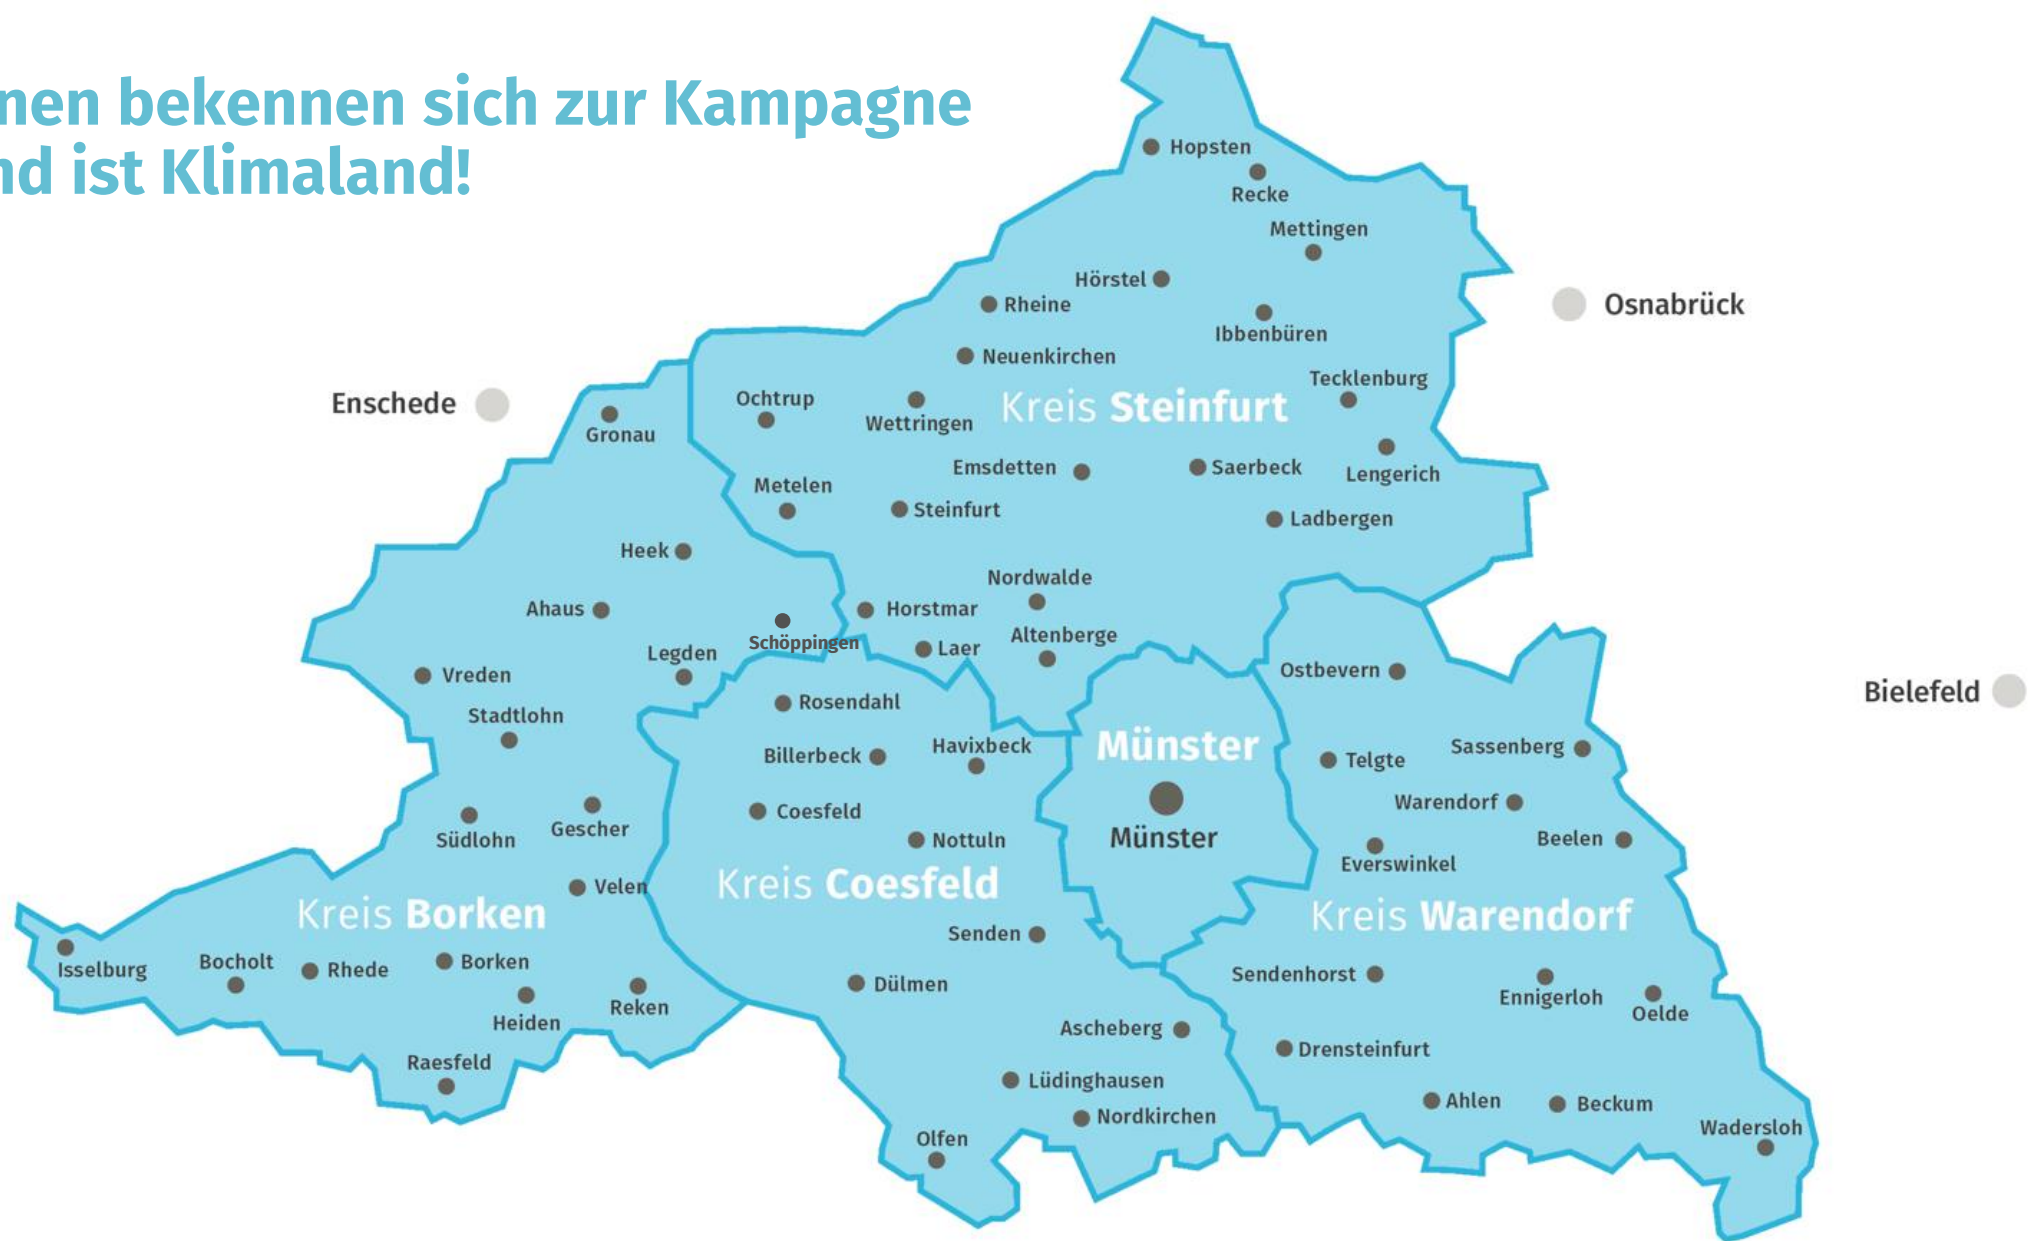 nen bekennen sich zur Kampagne
nd ist Klimaland!
Hopsten
Recke
Mettingen
Hörstel
Rheine
Osnabrück
Ibbenbüren
Neuenkirchen
Tecklenburg
Enschede
Ochtrup
Kreis Steinfurt
Wettringen
Gronau
Emsdetten
Saerbeck
Lengerich
Metelen
Steinfurt
Ladbergen
Heek
Nordwalde
Ahaus
Horstmar
Altenberge
Schöppingen
Laer
Legden
Ostbevern
Vreden
Bielefeld
Rosendahl
Stadtlohn
Münster
Havixbeck
Sassenberg
Billerbeck
Telgte
Warendorf
Coesfeld
Gescher
Münster
Beelen
Südlohn
Nottuln
Everswinkel
Kreis Coesfeld
Velen
Kreis Borken
Kreis Warendorf
Senden
Bocholt
Borken
Isselburg
Rhede
Sendenhorst
Dülmen
Ennigerloh
Reken
Oelde
Heiden
Ascheberg
Drensteinfurt
Raesfeld
Lüdinghausen
Ahlen
Beckum
Nordkirchen
Wadersloh
Olfen